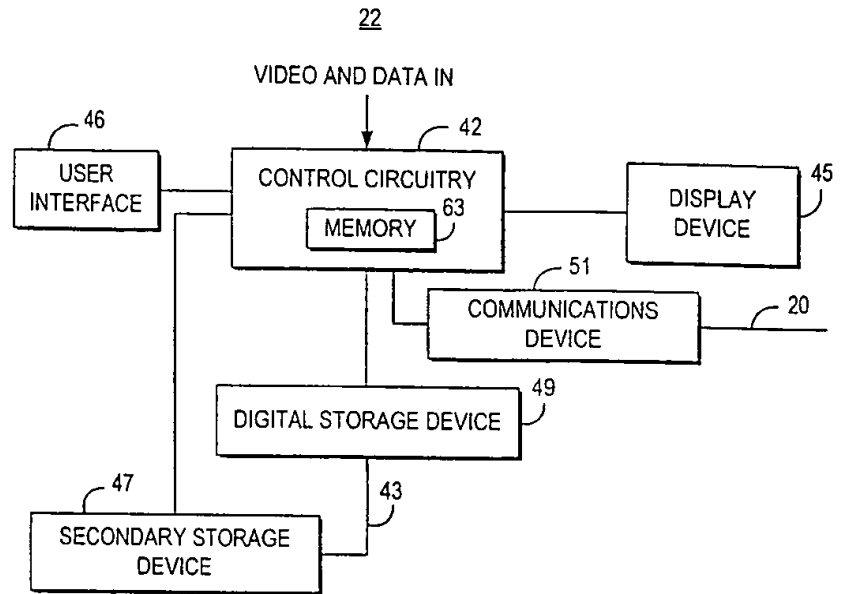 22
VIDEO AND DATA IN
46
42
USER
INTERFACE
CONTROL CIRCUITRY
MEMORY
63
45
DISPLAY
DEVICE
51
COMMUNICATIONS
DEVICE
20
49
DIGITAL STORAGE DEVICE
47
43
SECONDARY STORAGE
DEVICE